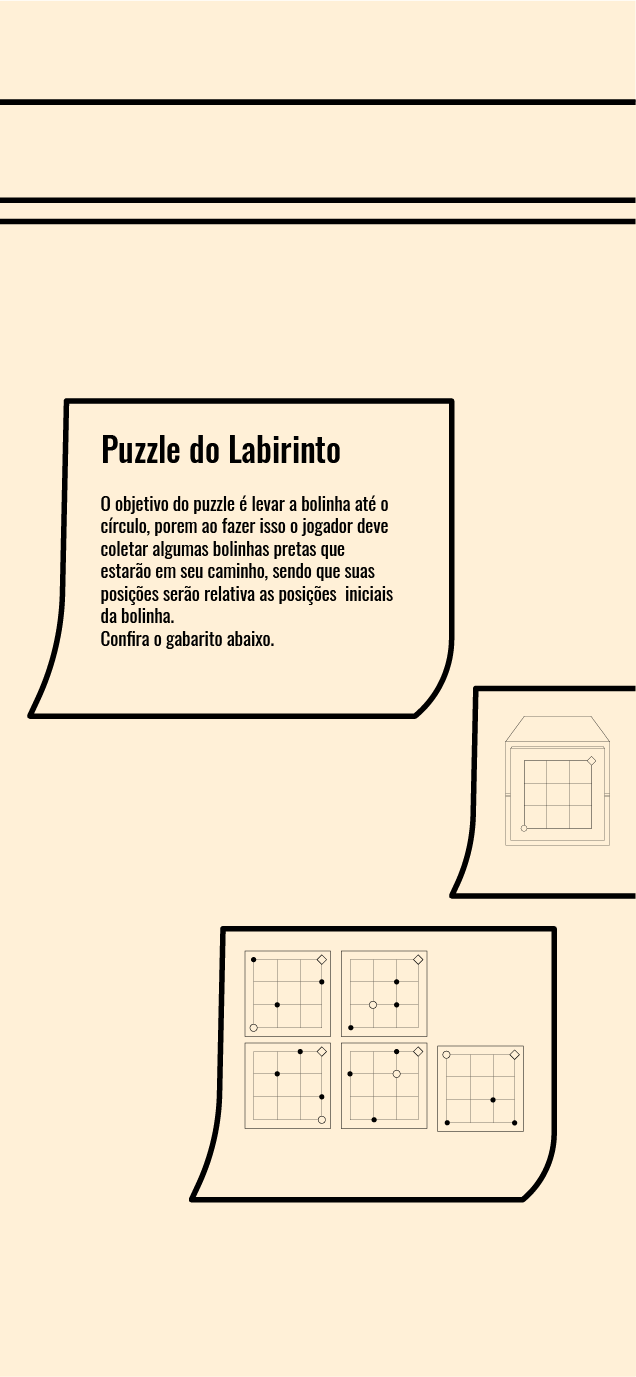 Puzzle do Labirinto
O objetivo do puzzle é levar a bolinha até o
círculo, porem ao fazer isso o jogador deve
coletar algumas bolinhas pretas que
estarão em seu caminho, sendo que suas
posições serão relativa as posições  iniciais
da bolinha.
Confira o gabarito abaixo.